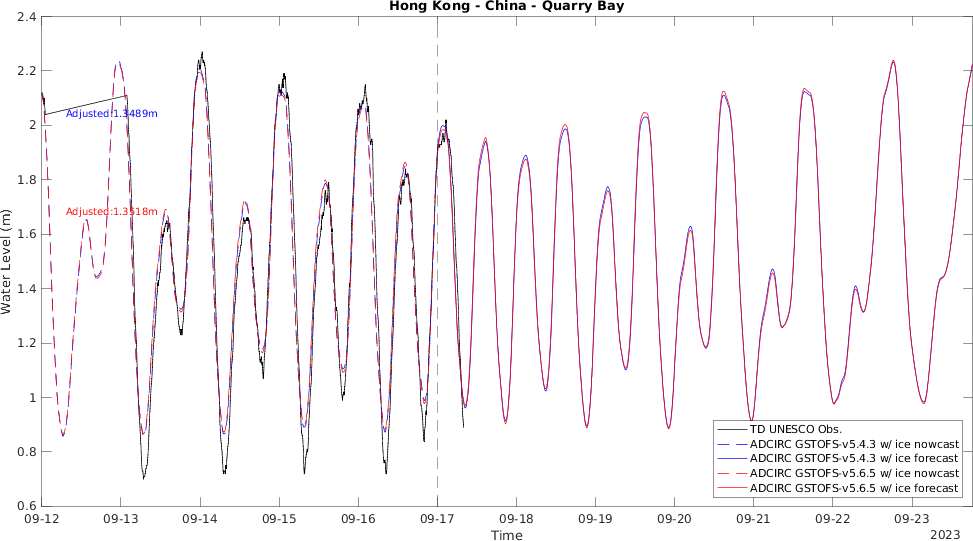 Hong Kong - China - Quarry Bay
2.4
2.2
2
1.8
1.6
1.4
1.2
1
0.8
0.6
Water Level (m)
Adjusted:1.3489m
Adjusted:1.3518m
TD UNESCO Obs.
ADCIRC GSTOFS-v5.4.3 w/ ice nowcast
ADCIRC GSTOFS-v5.4.3 w/ ice forecast
ADCIRC GSTOFS-v5.6.5 w/ ice nowcast
ADCIRC GSTOFS-v5.6.5 w/ ice forecast
09-12 09-13 09-14 09-15 09-16 09-17 09-18 09-19 09-20 09-21 09-22 09-23
Time
2023